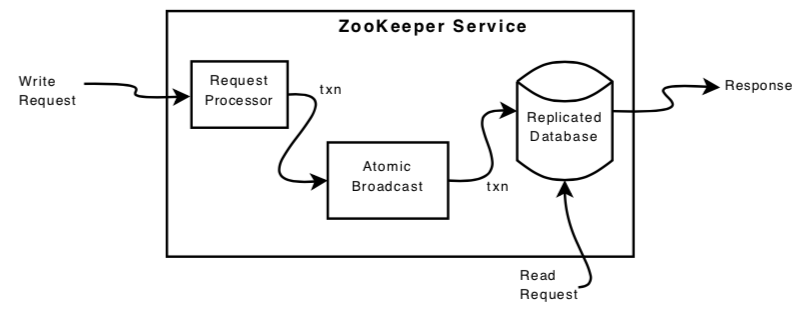 ZooKeeper Service
Write
Request
Request
Processor
txn
Atomic
Broadcast
txn
Replicated
Database
Response
Read
Request